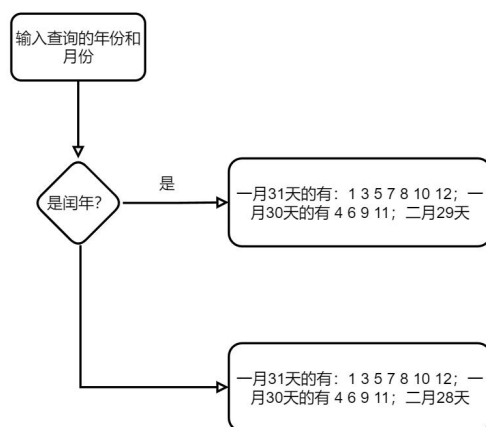 输入查询的年份和
月份
是闰年？
是
一月31天的有：1 3 5 7 8 10 12；一
月30天的有 4 6 9 11；二月29天
一月31天的有：1 3 5 7 8 10 12；一
月30天的有 4 6 9 11；二月28天